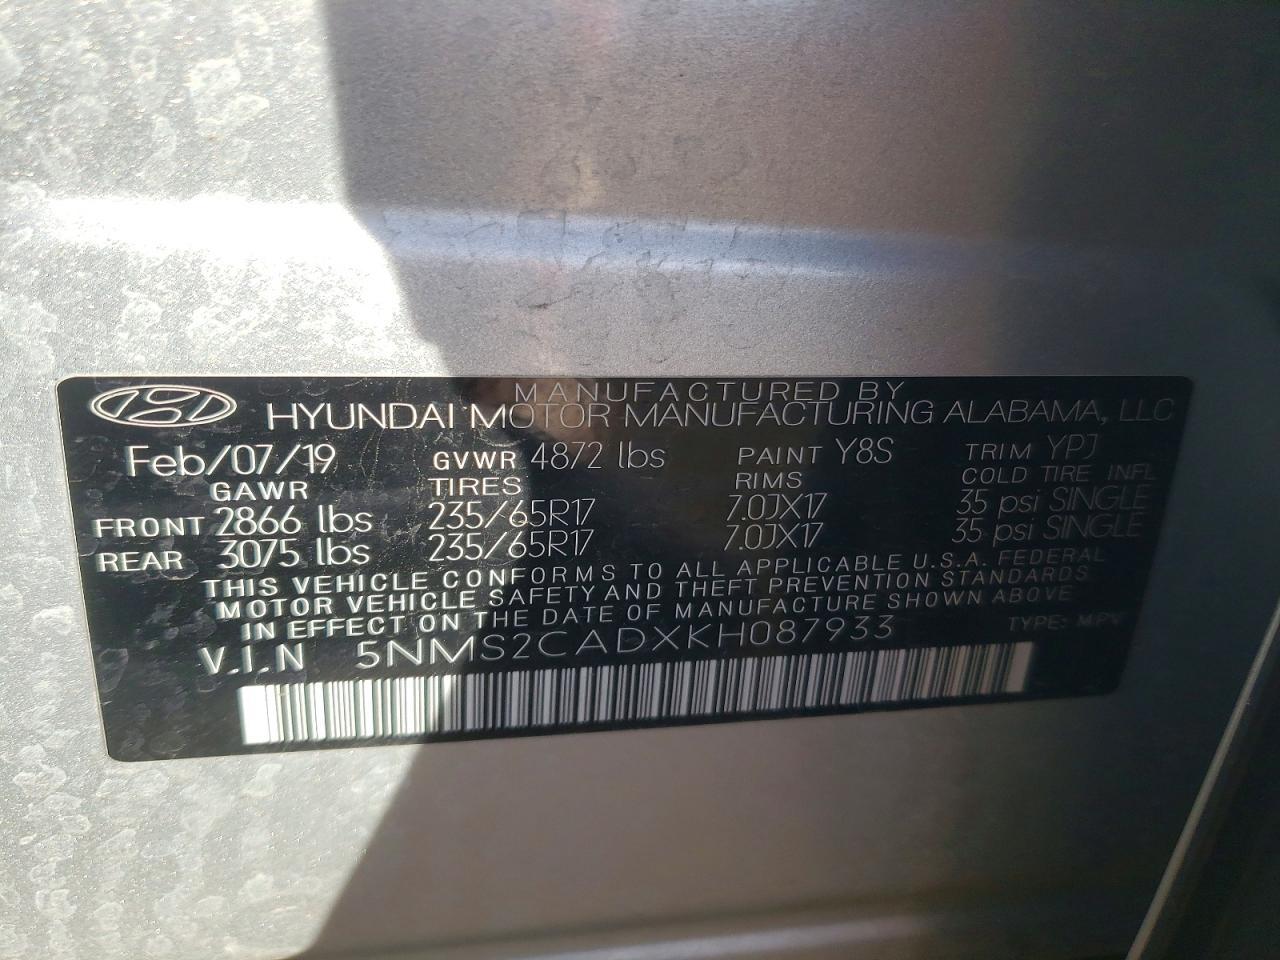 MANUFACTURED BY
HYUNDAI MOTOR MANUFACTURING ALABAMA, LLC
Feb/07/19 GVWR 4872 lbs PAINT Y8S TRIM YPJ
GAWR TIRES RIMS COLD TIRE INFL
FRONT 2866 lbs 235/65R17 7.0JX17 35 psi SINGLE
REAR 3075 lbs 235/65R17 7.0JX17 35 psi SINGLE
THIS VEHICLE CONFORMS TO ALL APPLICABLE U.S.A. FEDERAL
MOTOR VEHICLE SAFETY AND THEFT PREVENTION STANDARDS
IN EFFECT ON THE DATE OF MANUFACTURE SHOWN ABOVE
V.I.N 5NMS2CADXKH087933 TYPE: MPV